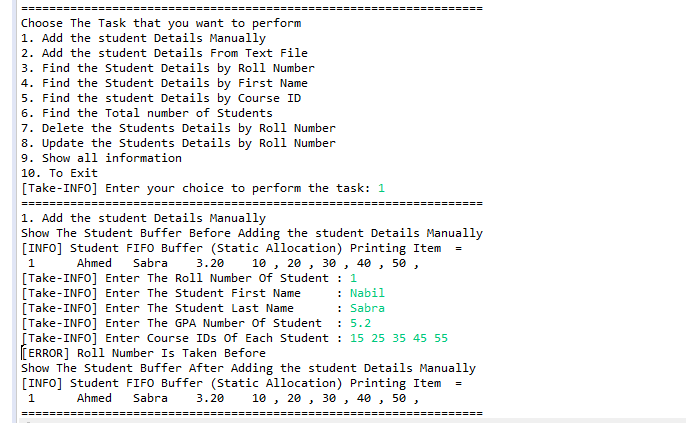 ==================================================================
Choose The Task that you want to perform
1. Add the student Details Manually
2. Add the student Details From Text File
3. Find the Student Details by Roll Number
4. Find the Student Details by First Name
5. Find the student Details by Course ID
6. Find the Total number of Students
7. Delete the Students Details by Roll Number
8. Update the Students Details by Roll Number
9. Show all information
10. To Exit
[Take-INFO] Enter your choice to perform the task: 1
==================================================================
1. Add the student Details Manually
Show The Student Buffer Before Adding the student Details Manually
[INFO] Student FIFO Buffer (Static Allocation) Printing Item  =
 1      Ahmed   Sabra    3.20    10 , 20 , 30 , 40 , 50 ,
[Take-INFO] Enter The Roll Number Of Student : 1
[Take-INFO] Enter The Student First Name     : Nabil
[Take-INFO] Enter The Student Last Name      : Sabra
[Take-INFO] Enter The GPA Number Of Student  : 5.2
[Take-INFO] Enter Course IDs Of Each Student : 15 25 35 45 55
[ERROR] Roll Number Is Taken Before
Show The Student Buffer After Adding the student Details Manually
[INFO] Student FIFO Buffer (Static Allocation) Printing Item  =
 1      Ahmed   Sabra    3.20    10 , 20 , 30 , 40 , 50 ,
==================================================================